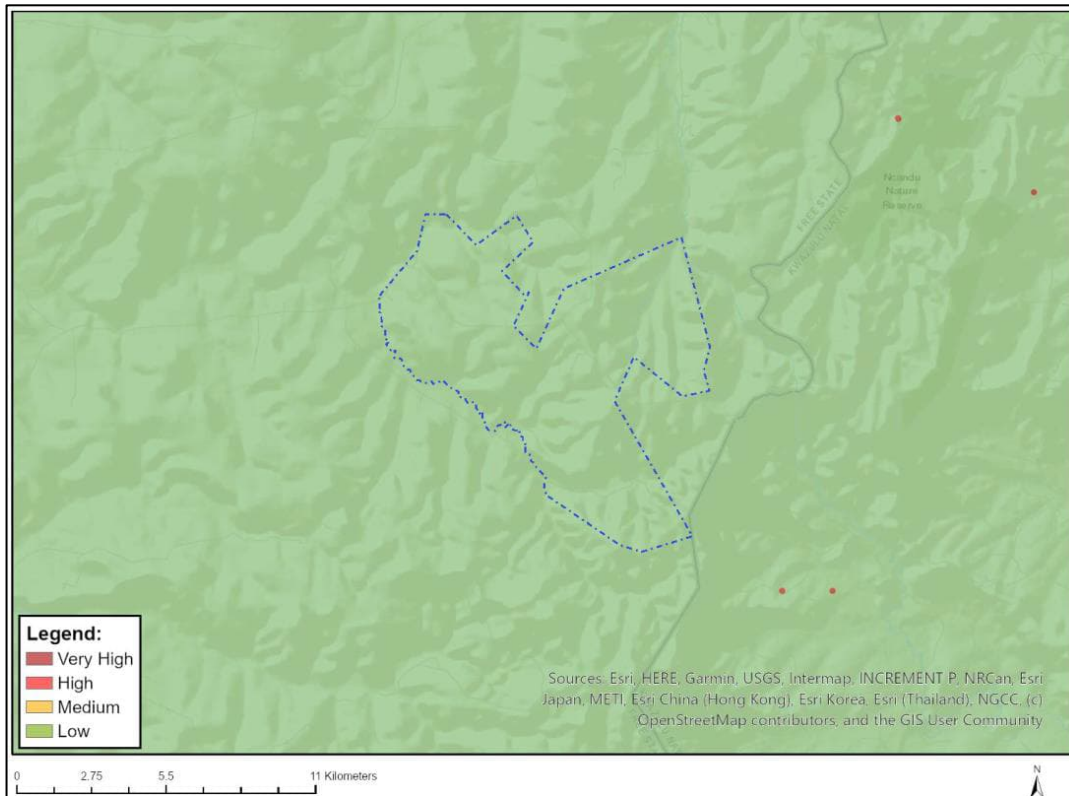 FREE STATE
KWAZULU-NATAL
Ncandu
Nature
Reserve
Legend:
Very High
High
Medium
Low
Sources: Esri, HERE, Garmin, USGS, Intermap, INCREMENT P, NRCan, Esri
Japan, METI, Esri China (Hong Kong), Esri Korea, Esri (Thailand), NGCC, (c)
OpenStreetMap contributors, and the GIS User Community
0 2.75 5.5 11 Kilometers
N